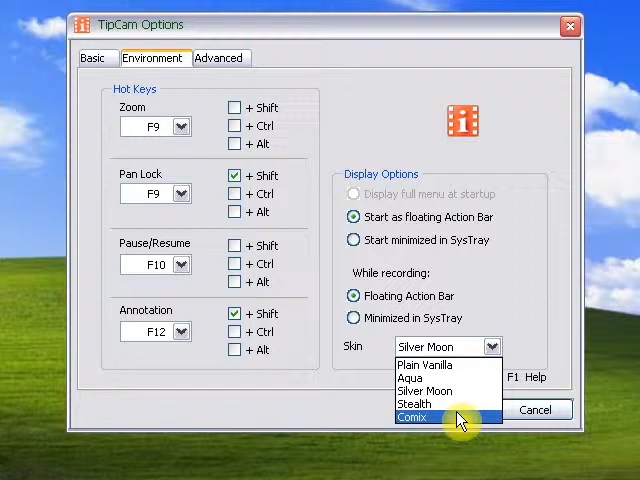 TipCam Options
Basic Environment Advanced
Hot Keys
Zoom
F9
+ Shift
+ Ctrl
+ Alt
Pan Lock
F9
+ Shift
+ Ctrl
+ Alt
Pause/Resume
F10
+ Shift
+ Ctrl
+ Alt
Annotation
F12
+ Shift
+ Ctrl
+ Alt
Display Options
Display full menu at startup
Start as floating Action Bar
Start minimized in SysTray
While recording:
Floating Action Bar
Minimized in SysTray
Skin Silver Moon
Plain Vanilla
Aqua
Silver Moon
Stealth
Comix
F1 Help
Cancel